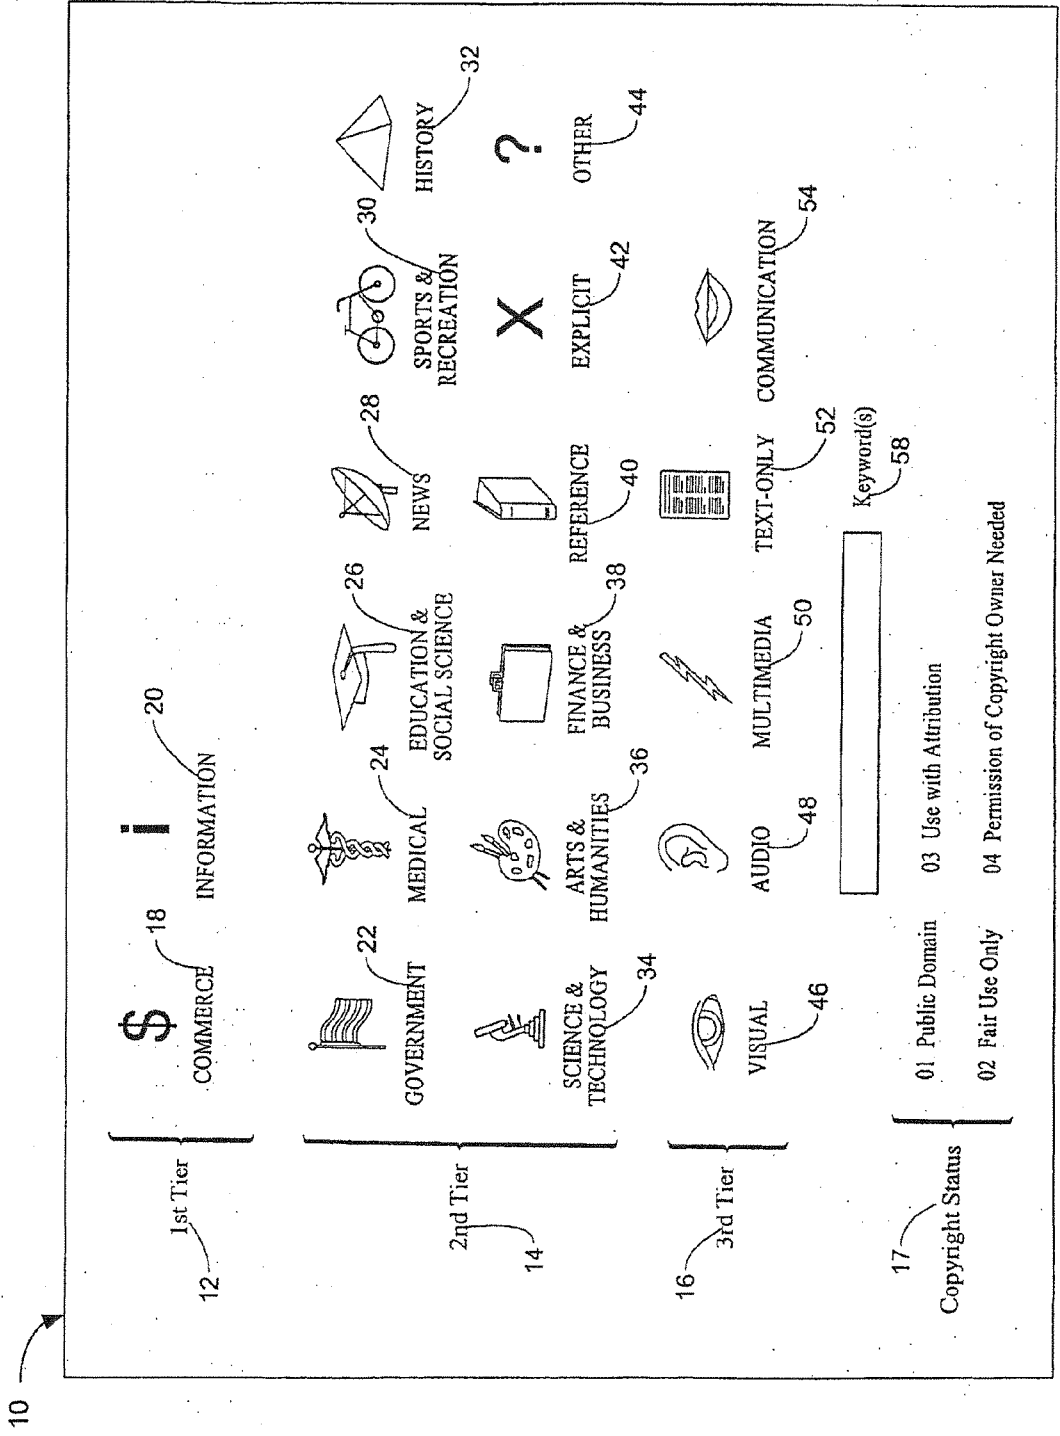 10
1st Tier
12
$
COMMERCE
18
i
INFORMATION
20
2nd Tier
14
GOVERNMENT
22
MEDICAL
24
EDUCATION &
SOCIAL SCIENCE
26
NEWS
28
SPORTS &
RECREATION
30
HISTORY
32
SCIENCE &
TECHNOLOGY
34
ARTS &
HUMANITIES
36
FINANCE &
BUSINESS
38
REFERENCE
40
X
EXPLICIT
42
?
OTHER
44
16
3rd Tier
VISUAL
46
AUDIO
48
MULTIMEDIA
50
TEXT-ONLY
52
COMMUNICATION
54
Keyword(s)
58
17
Copyright Status
01 Public Domain
03 Use with Attribution
02 Fair Use Only
04 Permission of Copyright Owner Needed